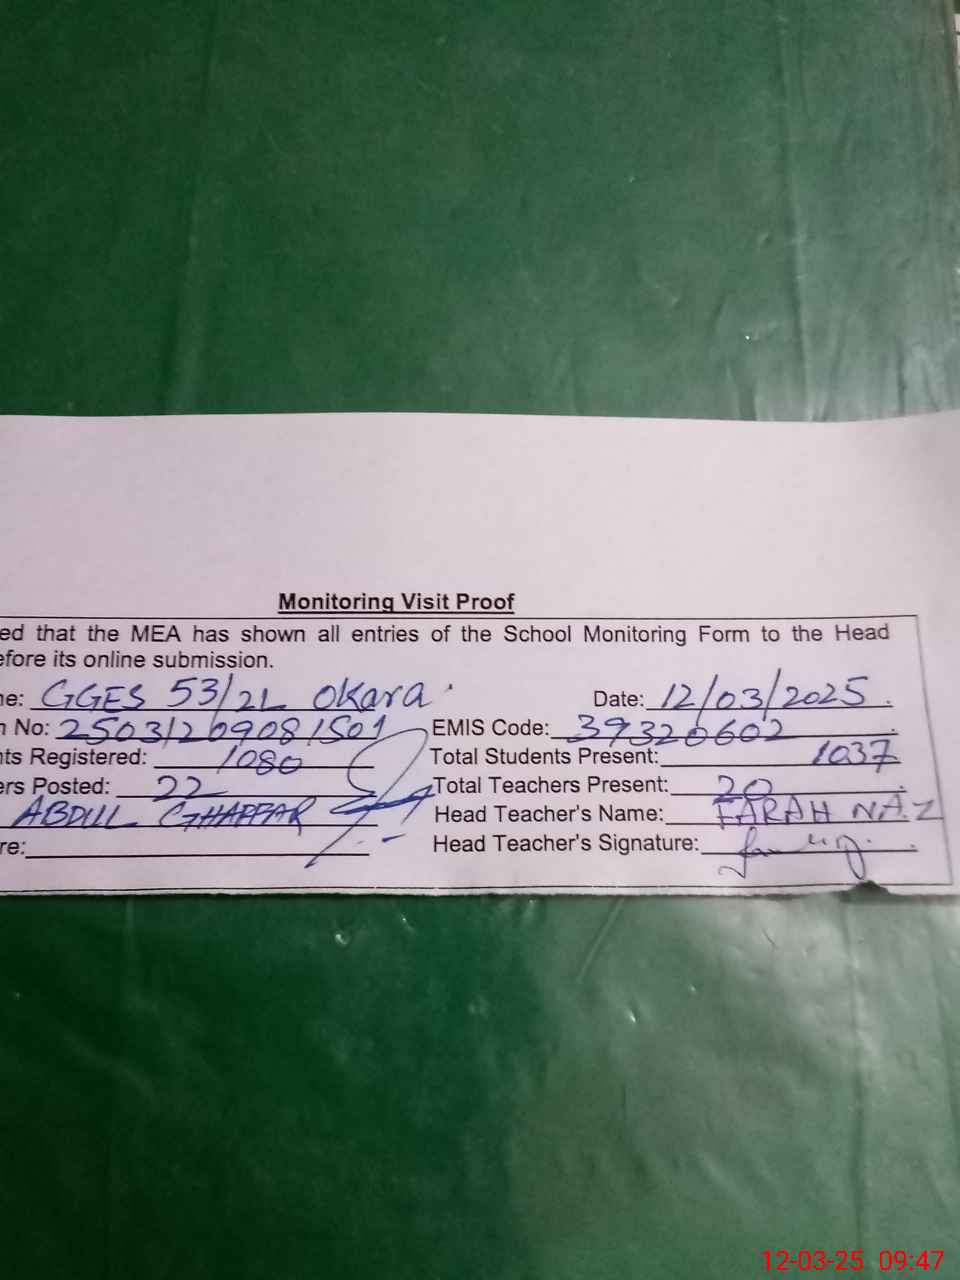 Monitoring Visit Proof
ed that the MEA has shown all entries of the School Monitoring Form to the Head
efore its online submission.
ne: GGES 53/2L Okara Date: 12/03/2025
n No: 25031209081501 EMIS Code: 39320602
nts Registered: 1080 Total Students Present: 1037
ers Posted: 22 Total Teachers Present: 20
ABDUL GHAFFAR Head Teacher's Name: FARAH NAZ
re: Head Teacher's Signature:
12-03-25 09:47